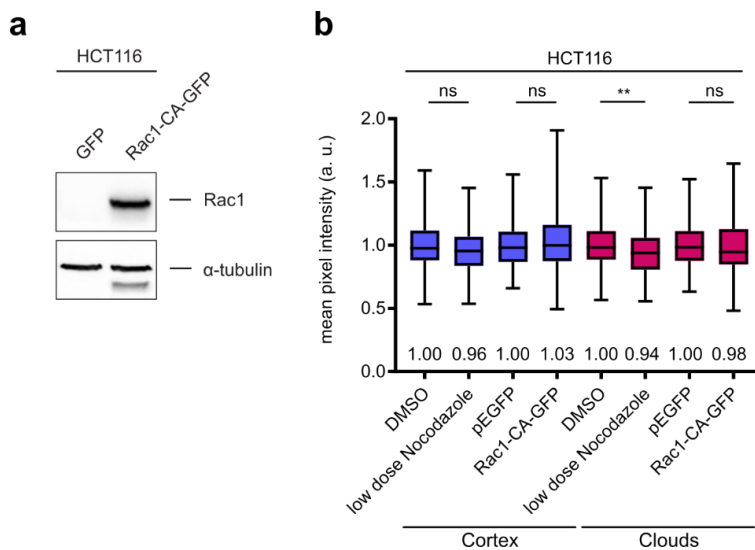 a
HCT116
GFP
Rac1-CA-GFP
Rac1
α-tubulin
b
HCT116
ns ns ** ns
mean pixel intensity (a. u.)
2.0
1.5
1.0
0.5
0.0
1.00 0.96 1.00 1.03 1.00 0.94 1.00 0.98
DMSO
low dose Nocodazole
pEGFP
Rac1-CA-GFP
DMSO
low dose Nocodazole
pEGFP
Rac1-CA-GFP
Cortex Clouds